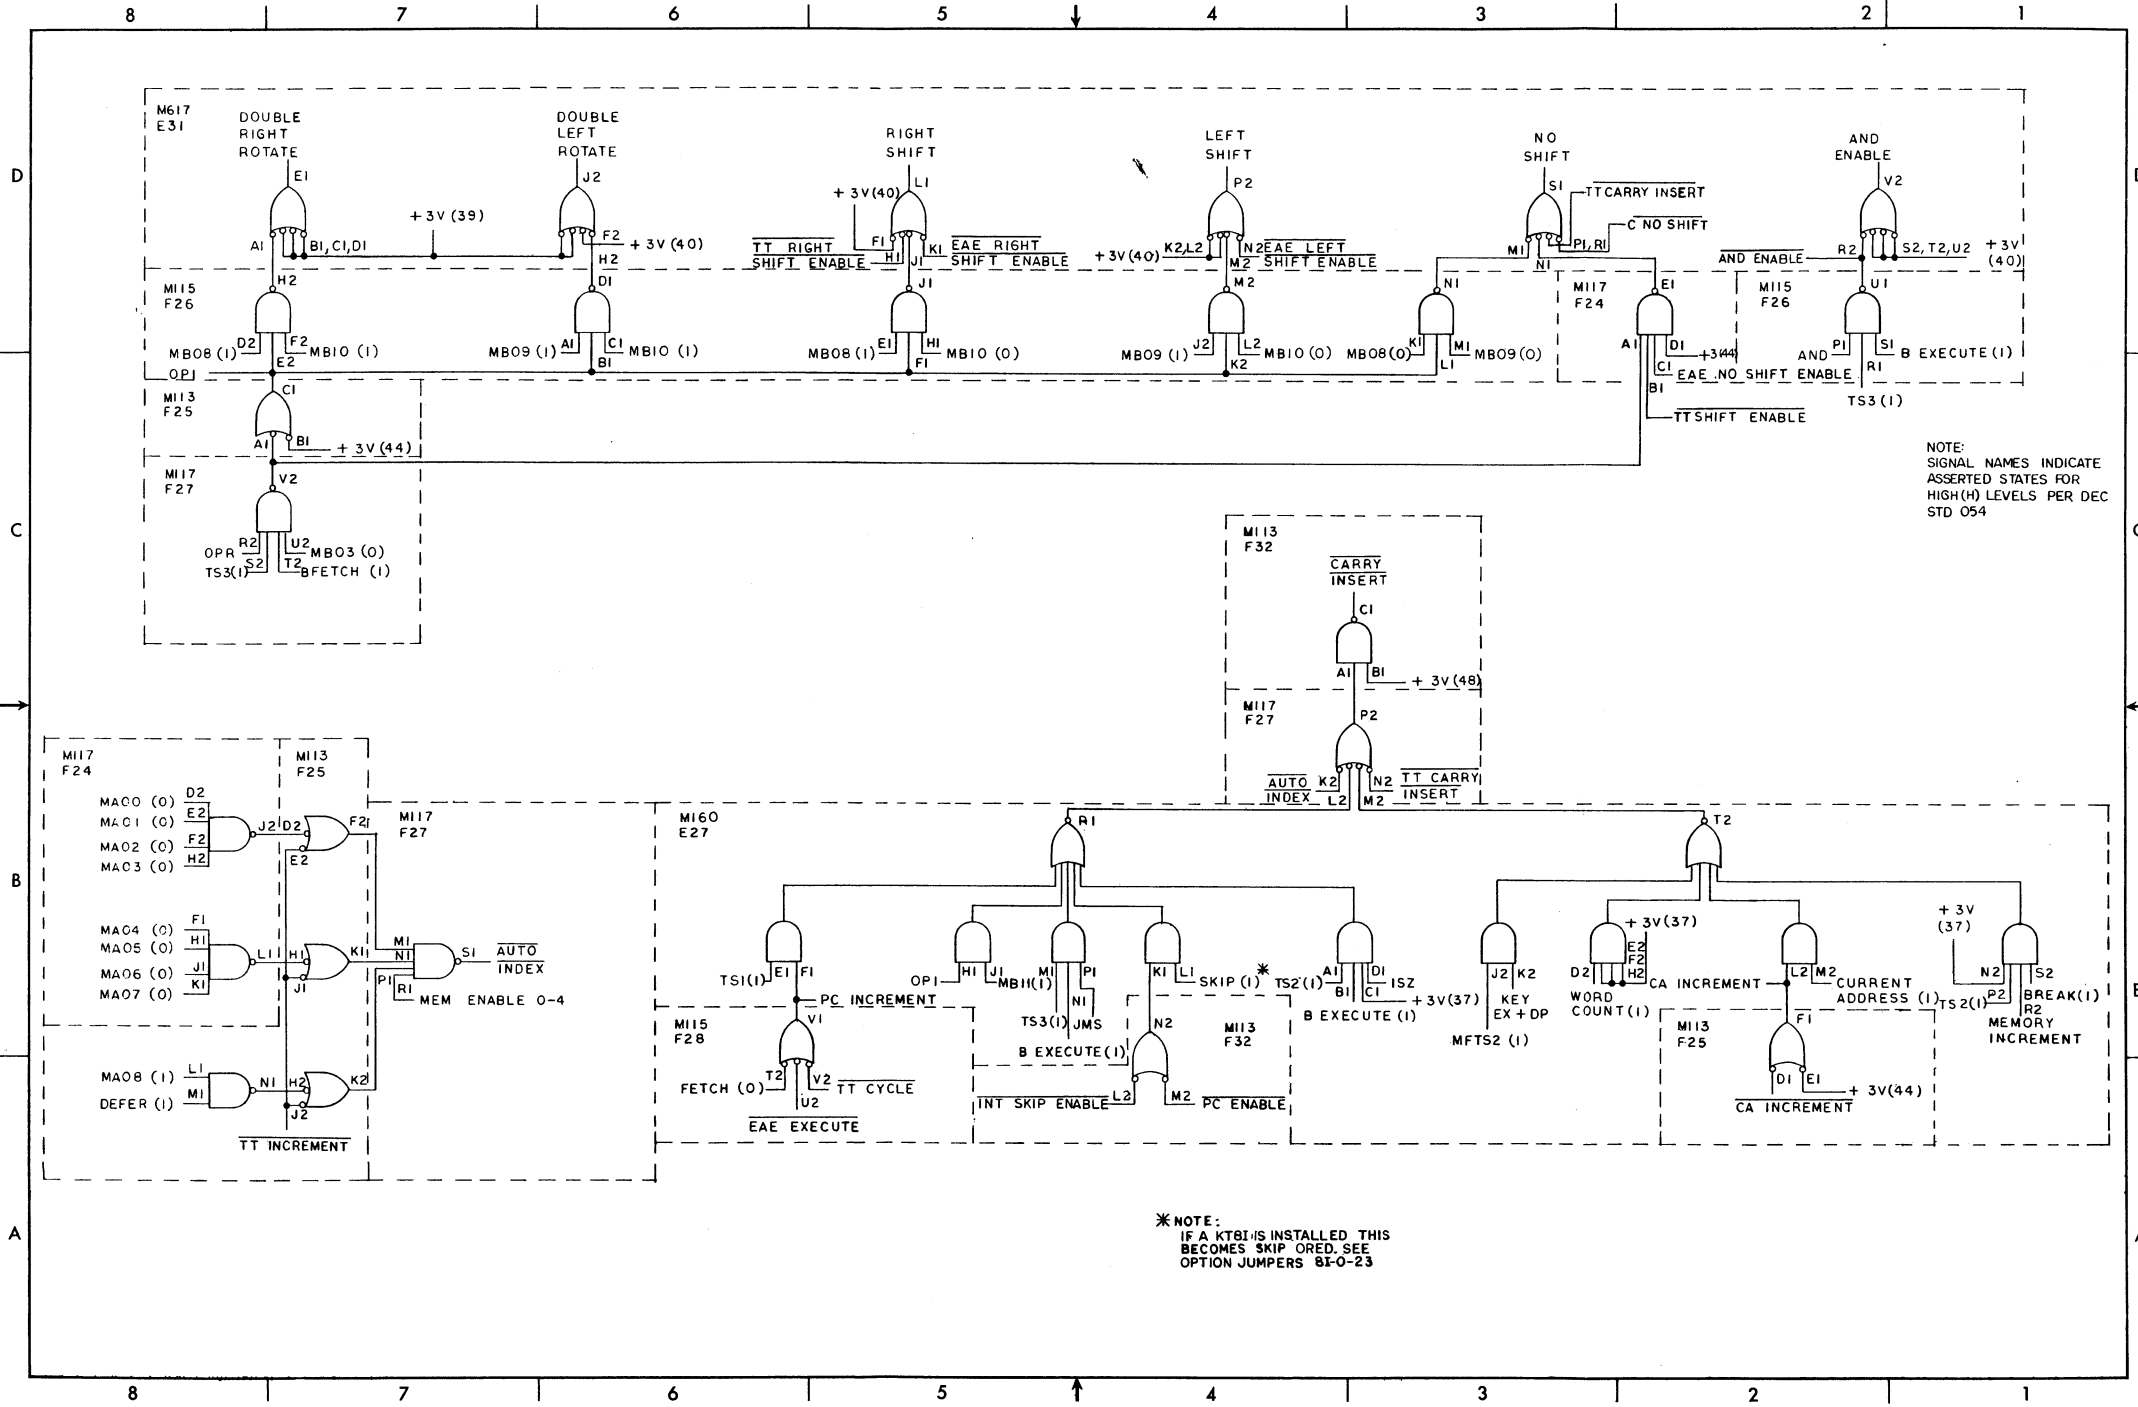 8 7 6 5 4 3 2 1
D
M617
E31
DOUBLE
RIGHT
ROTATE
E1
A1
B1, C1, D1
+3V (39)
DOUBLE
LEFT
ROTATE
J2
F2
+3V (40)
H2
RIGHT
SHIFT
L1
+3V(40)
F1
H1
J1
K1
TT RIGHT
SHIFT ENABLE
EAE RIGHT
SHIFT ENABLE
LEFT
SHIFT
P2
+3V(40)
K2,L2
M2
N2
EAE LEFT
SHIFT ENABLE
NO
SHIFT
S1
TT CARRY INSERT
C NO SHIFT
P1, R1
M1
N1
AND
ENABLE
V2
AND ENABLE
R2
S2, T2, U2
+3V
(40)
M115
F26
H2
D2
F2
E2
MB08 (1)
MB10 (1)
OP1
D1
MB09 (1)
A1
C1
MB10 (1)
B1
J1
MB08 (1)
E1
H1
MB10 (0)
F1
M2
MB09 (1)
J2
L2
MB10 (0)
K2
N1
MB08(0)
K1
M1
MB09(0)
L1
M117
F24
E1
A1
D1
+3(44)
C1
EAE NO SHIFT ENABLE
B1
TT SHIFT ENABLE
M115
F26
U1
AND
P1
S1
B EXECUTE (1)
R1
TS3 (1)
M113
F25
C1
A1
B1
+3V (44)
M117
F27
V2
OPR
R2
S2
TS3(1)
U2
MB03 (0)
T2
BFETCH (1)
NOTE:
SIGNAL NAMES INDICATE
ASSERTED STATES FOR
HIGH(H) LEVELS PER DEC
STD 054
C
M113
F32
CARRY
INSERT
C1
A1
B1
+3V (48)
M117
F27
P2
AUTO
INDEX
K2
L2
M2
N2
TT CARRY
INSERT
M117
F24
M113
F25
MA00 (0) D2
MA01 (0) E2
MA02 (0) F2
MA03 (0) H2
J2
D2
E2
F2
MA04 (0) F1
MA05 (0) H1
MA06 (0) J1
MA07 (0) K1
L1
H1
J1
K1
MA08 (1) L1
DEFER (1) M1
N1
H2
J2
K2
TT INCREMENT
M117
F27
M1
N1
P1
R1
S1
AUTO
INDEX
MEM ENABLE 0-4
B
M160
E27
R1
TS1(1)
E1
F1
PC INCREMENT
M115
F28
V1
T2
V2
U2
FETCH (0)
TT CYCLE
EAE EXECUTE
OP1
H1
J1
MB11(1)
M1
P1
N1
TS3(1)
JMS
B EXECUTE(1)
K1
L1
SKIP (1)
*
M113
F32
N2
INT SKIP ENABLE
L2
M2
PC ENABLE
TS2(1)
A1
D1
ISZ
B1
C1
+3V(37)
B EXECUTE (1)
T2
J2
K2
KEY
EX+DP
MFTS2 (1)
+3V(37)
E2
F2
H2
D2
WORD
COUNT(1)
CA INCREMENT
L2
M2
CURRENT
ADDRESS (1)
M113
F25
F1
D1
E1
+3V(44)
CA INCREMENT
+3V
(37)
N2
S2
TS2(1)
P2
BREAK(1)
R2
MEMORY
INCREMENT
A
*NOTE:
IF A KT8I IS INSTALLED THIS
BECOMES SKIP ORED. SEE
OPTION JUMPERS 8I-0-23
8 7 6 5 4 3 2 1